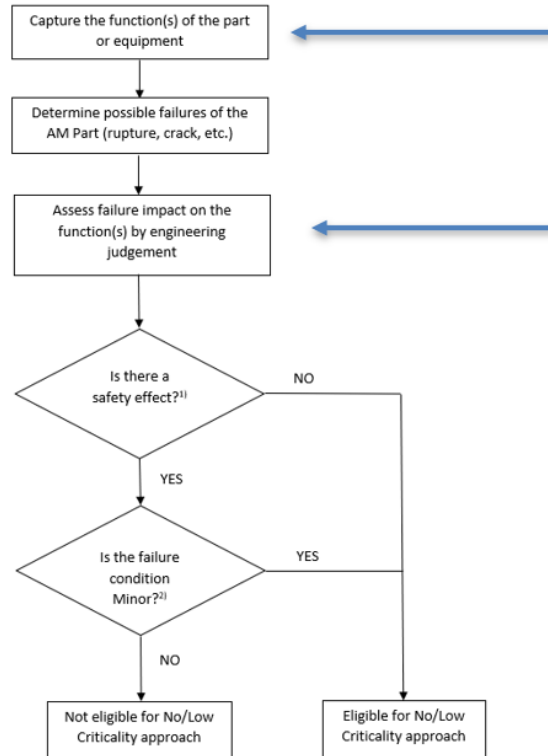 Capture the function(s) of the part
or equipment
Determine possible failures of the
AM Part (rupture, crack, etc.)
Assess failure impact on the
function(s) by engineering
judgement
Is there a
safety effect?¹⁾
NO
YES
Is the failure
condition
Minor?²⁾
YES
NO
Not eligible for No/Low
Criticality approach
Eligible for No/Low
Criticality approach